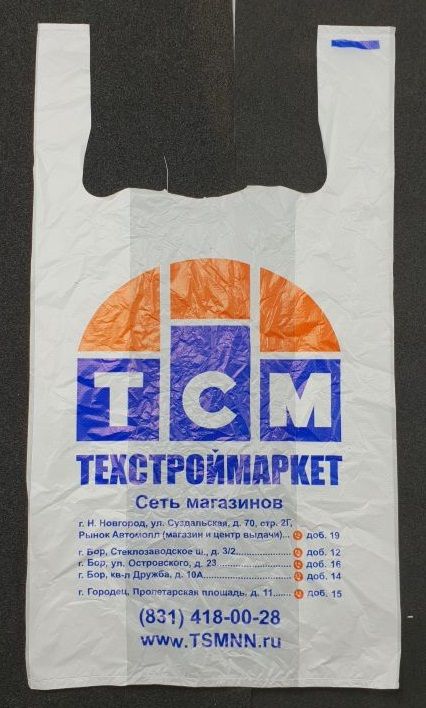 ТСМ
ТЕХСТРОЙМАРКЕТ
Сеть магазинов
г. Н. Новгород, ул. Суздальская, д. 70, стр. 2Г,
Рынок Автомолл (магазин и центр выдачи)... доб. 19
г. Бор, Стеклозаводское ш., д. 3/2............... доб. 12
г. Бор, ул. Островского, д. 23.................... доб. 16
г. Бор, кв-л Дружба, д. 10А....................... доб. 14
г. Городец, Пролетарская площадь, д. 11....... доб. 15
(831) 418-00-28
www.TSMNN.ru